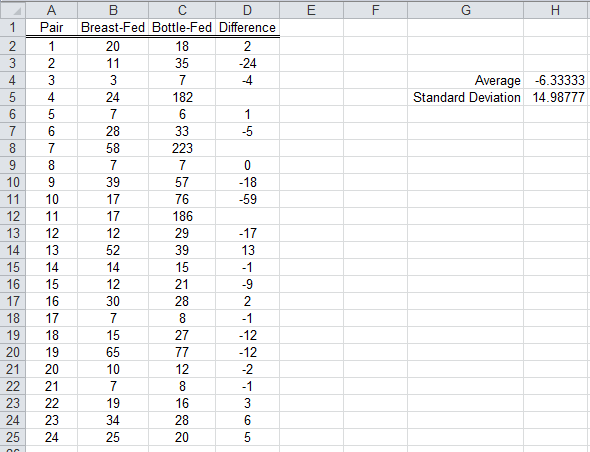 A B C D E F G H
1 Pair Breast-Fed Bottle-Fed Difference
2 1 20 18 2
3 2 11 35 -24
4 3 3 7 -4 Average -6.33333
5 4 24 182 Standard Deviation 14.98777
6 5 7 6 1
7 6 28 33 -5
8 7 58 223
9 8 7 7 0
10 9 39 57 -18
11 10 17 76 -59
12 11 17 186
13 12 12 29 -17
14 13 52 39 13
15 14 14 15 -1
16 15 12 21 -9
17 16 30 28 2
18 17 7 8 -1
19 18 15 27 -12
20 19 65 77 -12
21 20 10 12 -2
22 21 7 8 -1
23 22 19 16 3
24 23 34 28 6
25 24 25 20 5